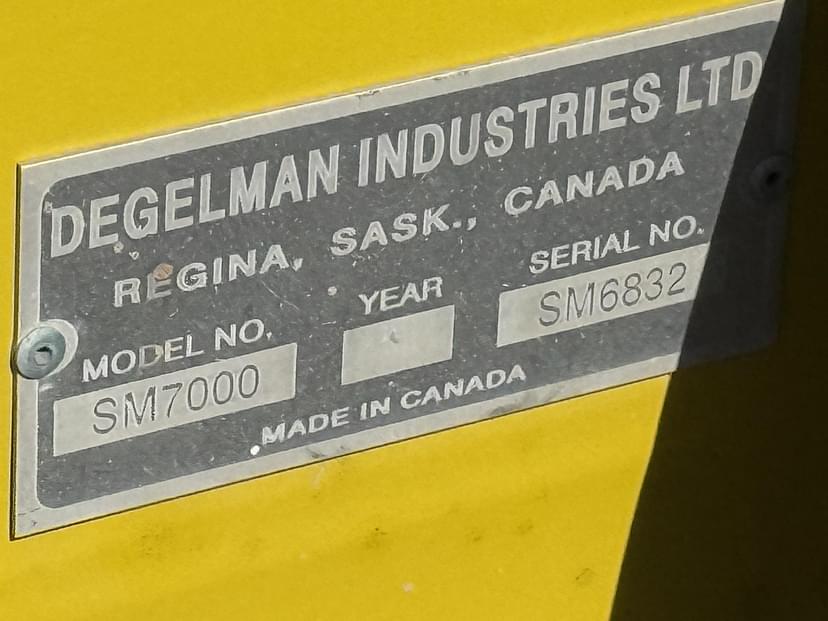 DEGELMAN INDUSTRIES LTD
REGINA, SASK., CANADA
MODEL NO. YEAR SERIAL NO.
SM7000 SM6832
MADE IN CANADA